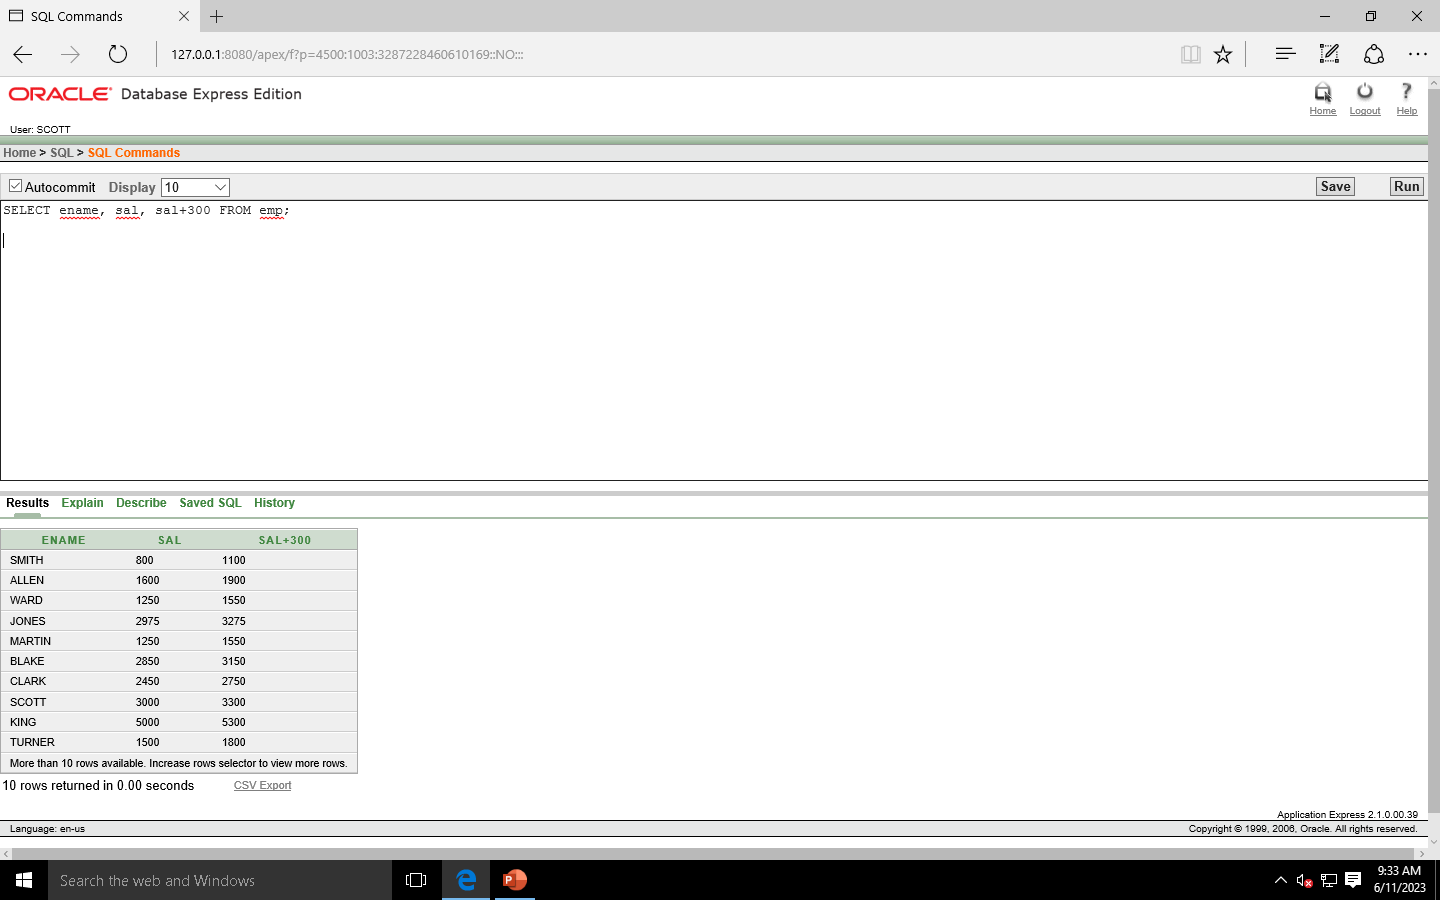 SQL Commands
127.0.0.1:8080/apex/f?p=4500:1003:3287228460610169::NO:::
ORACLE Database Express Edition
Home Logout Help
User: SCOTT
Home > SQL > SQL Commands
Autocommit Display 10 Save Run
SELECT ename, sal, sal+300 FROM emp;
Results Explain Describe Saved SQL History
ENAME SAL SAL+300
SMITH 800 1100
ALLEN 1600 1900
WARD 1250 1550
JONES 2975 3275
MARTIN 1250 1550
BLAKE 2850 3150
CLARK 2450 2750
SCOTT 3000 3300
KING 5000 5300
TURNER 1500 1800
More than 10 rows available. Increase rows selector to view more rows.
10 rows returned in 0.00 seconds CSV Export
Application Express 2.1.0.00.39
Language: en-us Copyright © 1999, 2006, Oracle. All rights reserved.
Search the web and Windows
9:33 AM
6/11/2023